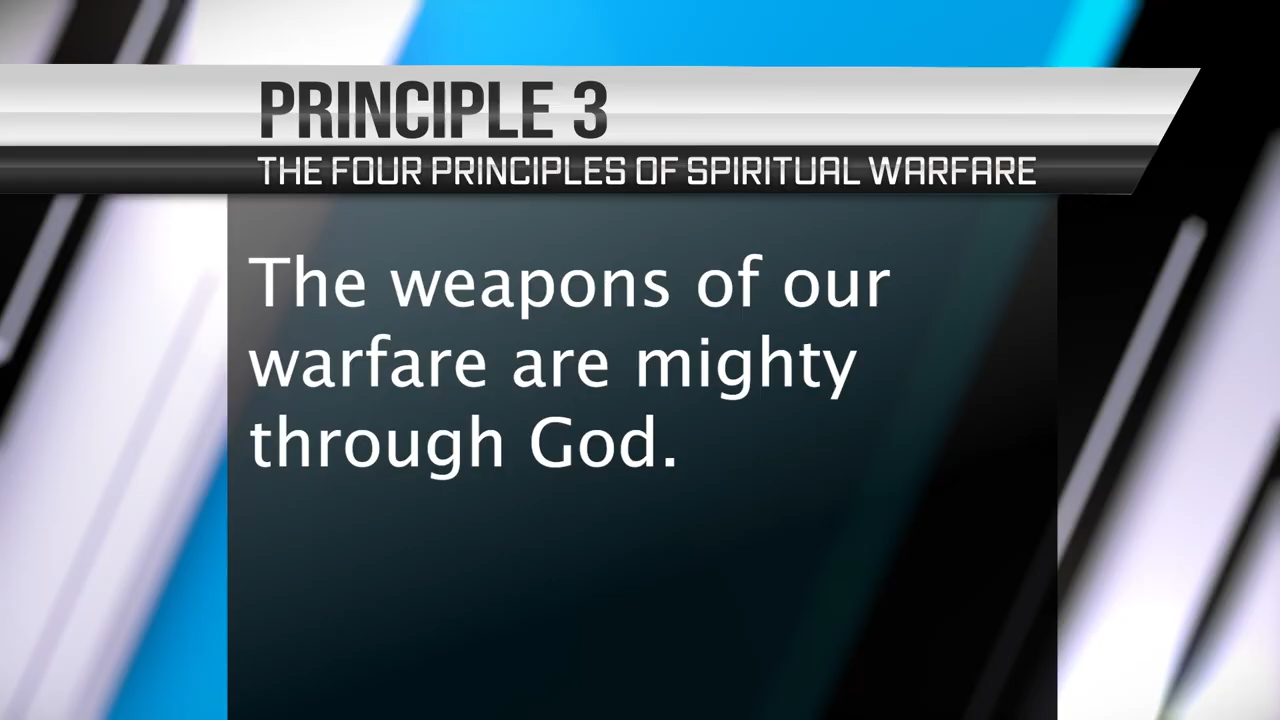 PRINCIPLE 3
THE FOUR PRINCIPLES OF SPIRITUAL WARFARE
The weapons of our
warfare are mighty
through God.